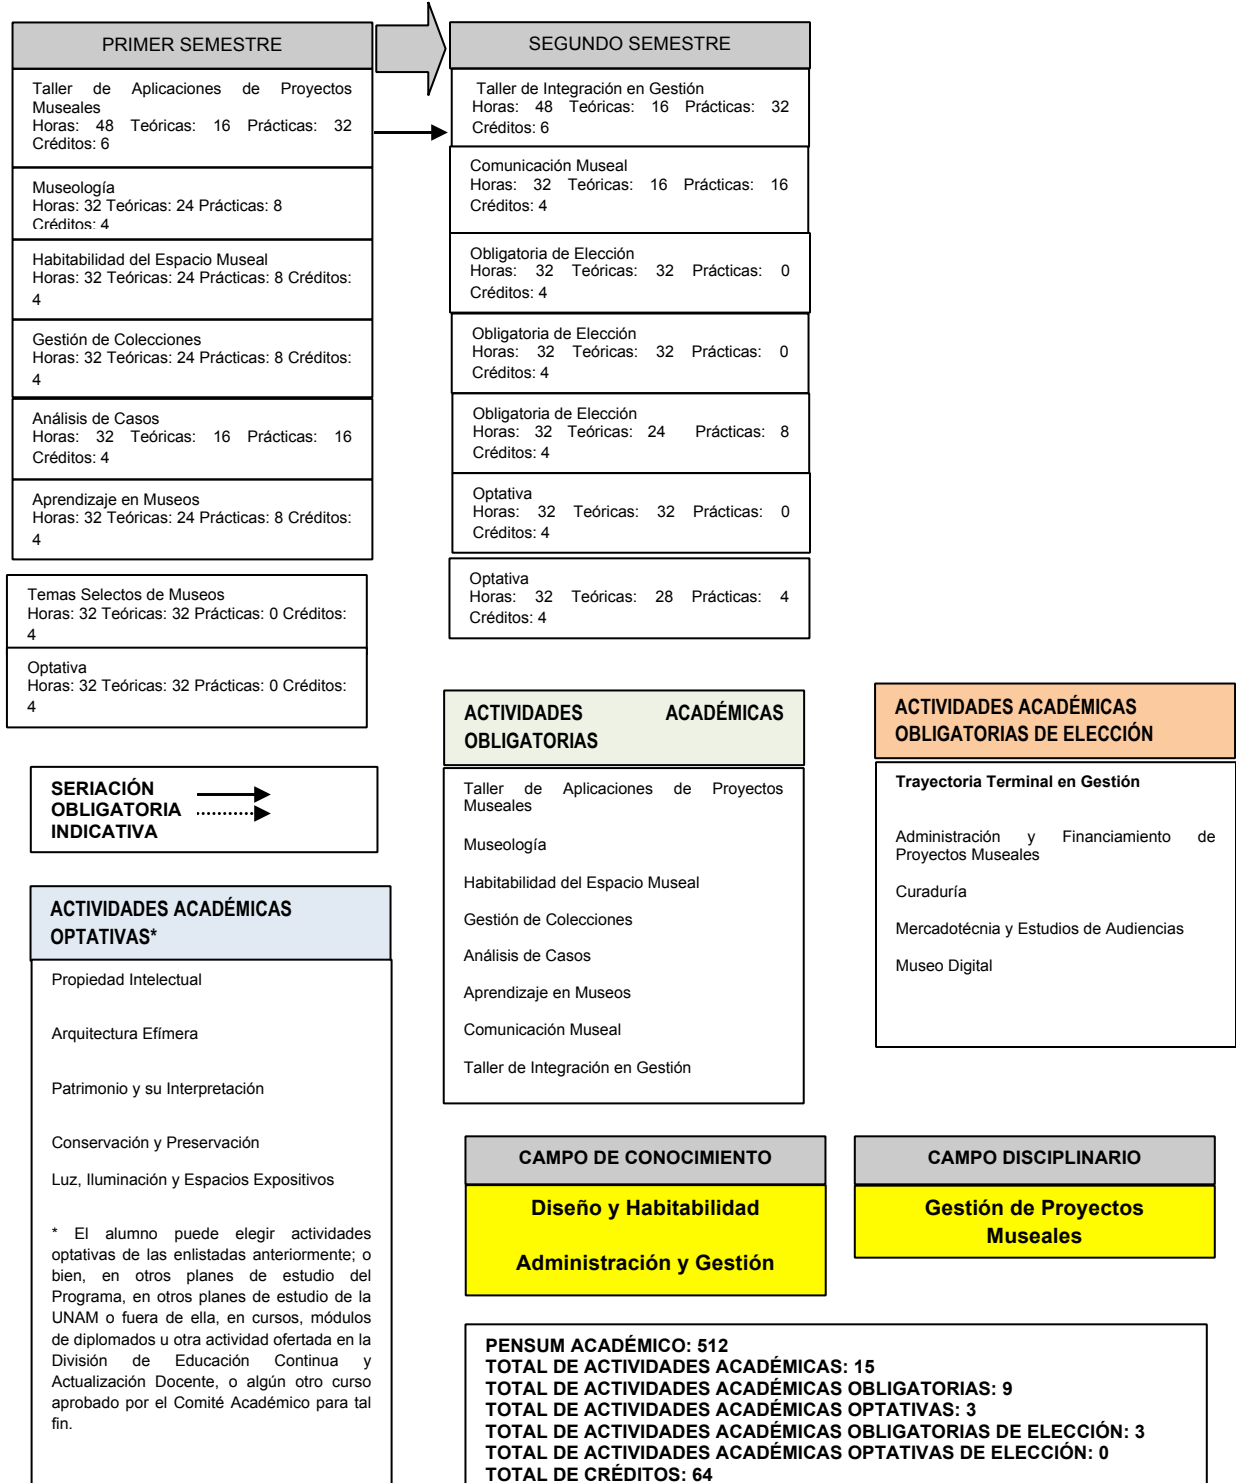 PRIMER SEMESTRE
Taller de Aplicaciones de Proyectos
Museales
Horas: 48 Teóricas: 16 Prácticas: 32
Créditos: 6
Museología
Horas: 32 Teóricas: 24 Prácticas: 8
Créditos: 4
Habitabilidad del Espacio Museal
Horas: 32 Teóricas: 24 Prácticas: 8 Créditos:
4
Gestión de Colecciones
Horas: 32 Teóricas: 24 Prácticas: 8 Créditos:
4
Análisis de Casos
Horas: 32 Teóricas: 16 Prácticas: 16
Créditos: 4
Aprendizaje en Museos
Horas: 32 Teóricas: 24 Prácticas: 8 Créditos:
4
Temas Selectos de Museos
Horas: 32 Teóricas: 32 Prácticas: 0 Créditos:
4
Optativa
Horas: 32 Teóricas: 32 Prácticas: 0 Créditos:
4
SEGUNDO SEMESTRE
Taller de Integración en Gestión
Horas: 48 Teóricas: 16 Prácticas: 32
Créditos: 6
Comunicación Museal
Horas: 32 Teóricas: 16 Prácticas: 16
Créditos: 4
Obligatoria de Elección
Horas: 32 Teóricas: 32 Prácticas: 0
Créditos: 4
Obligatoria de Elección
Horas: 32 Teóricas: 32 Prácticas: 0
Créditos: 4
Obligatoria de Elección
Horas: 32 Teóricas: 24 Prácticas: 8
Créditos: 4
Optativa
Horas: 32 Teóricas: 32 Prácticas: 0
Créditos: 4
Optativa
Horas: 32 Teóricas: 28 Prácticas: 4
Créditos: 4
SERIACIÓN
OBLIGATORIA
INDICATIVA
ACTIVIDADES ACADÉMICAS
OPTATIVAS*
Propiedad Intelectual
Arquitectura Efímera
Patrimonio y su Interpretación
Conservación y Preservación
Luz, Iluminación y Espacios Expositivos
* El alumno puede elegir actividades
optativas de las enlistadas anteriormente; o
bien, en otros planes de estudio del
Programa, en otros planes de estudio de la
UNAM o fuera de ella, en cursos, módulos
de diplomados u otra actividad ofertada en la
División de Educación Continua y
Actualización Docente, o algún otro curso
aprobado por el Comité Académico para tal
fin.
ACTIVIDADES ACADÉMICAS
OBLIGATORIAS
Taller de Aplicaciones de Proyectos
Museales
Museología
Habitabilidad del Espacio Museal
Gestión de Colecciones
Análisis de Casos
Aprendizaje en Museos
Comunicación Museal
Taller de Integración en Gestión
ACTIVIDADES ACADÉMICAS
OBLIGATORIAS DE ELECCIÓN
Trayectoria Terminal en Gestión
Administración y Financiamiento de
Proyectos Museales
Curaduría
Mercadotécnia y Estudios de Audiencias
Museo Digital
CAMPO DE CONOCIMIENTO
Diseño y Habitabilidad
Administración y Gestión
CAMPO DISCIPLINARIO
Gestión de Proyectos
Museales
PENSUM ACADÉMICO: 512
TOTAL DE ACTIVIDADES ACADÉMICAS: 15
TOTAL DE ACTIVIDADES ACADÉMICAS OBLIGATORIAS: 9
TOTAL DE ACTIVIDADES ACADÉMICAS OPTATIVAS: 3
TOTAL DE ACTIVIDADES ACADÉMICAS OBLIGATORIAS DE ELECCIÓN: 3
TOTAL DE ACTIVIDADES ACADÉMICAS OPTATIVAS DE ELECCIÓN: 0
TOTAL DE CRÉDITOS: 64